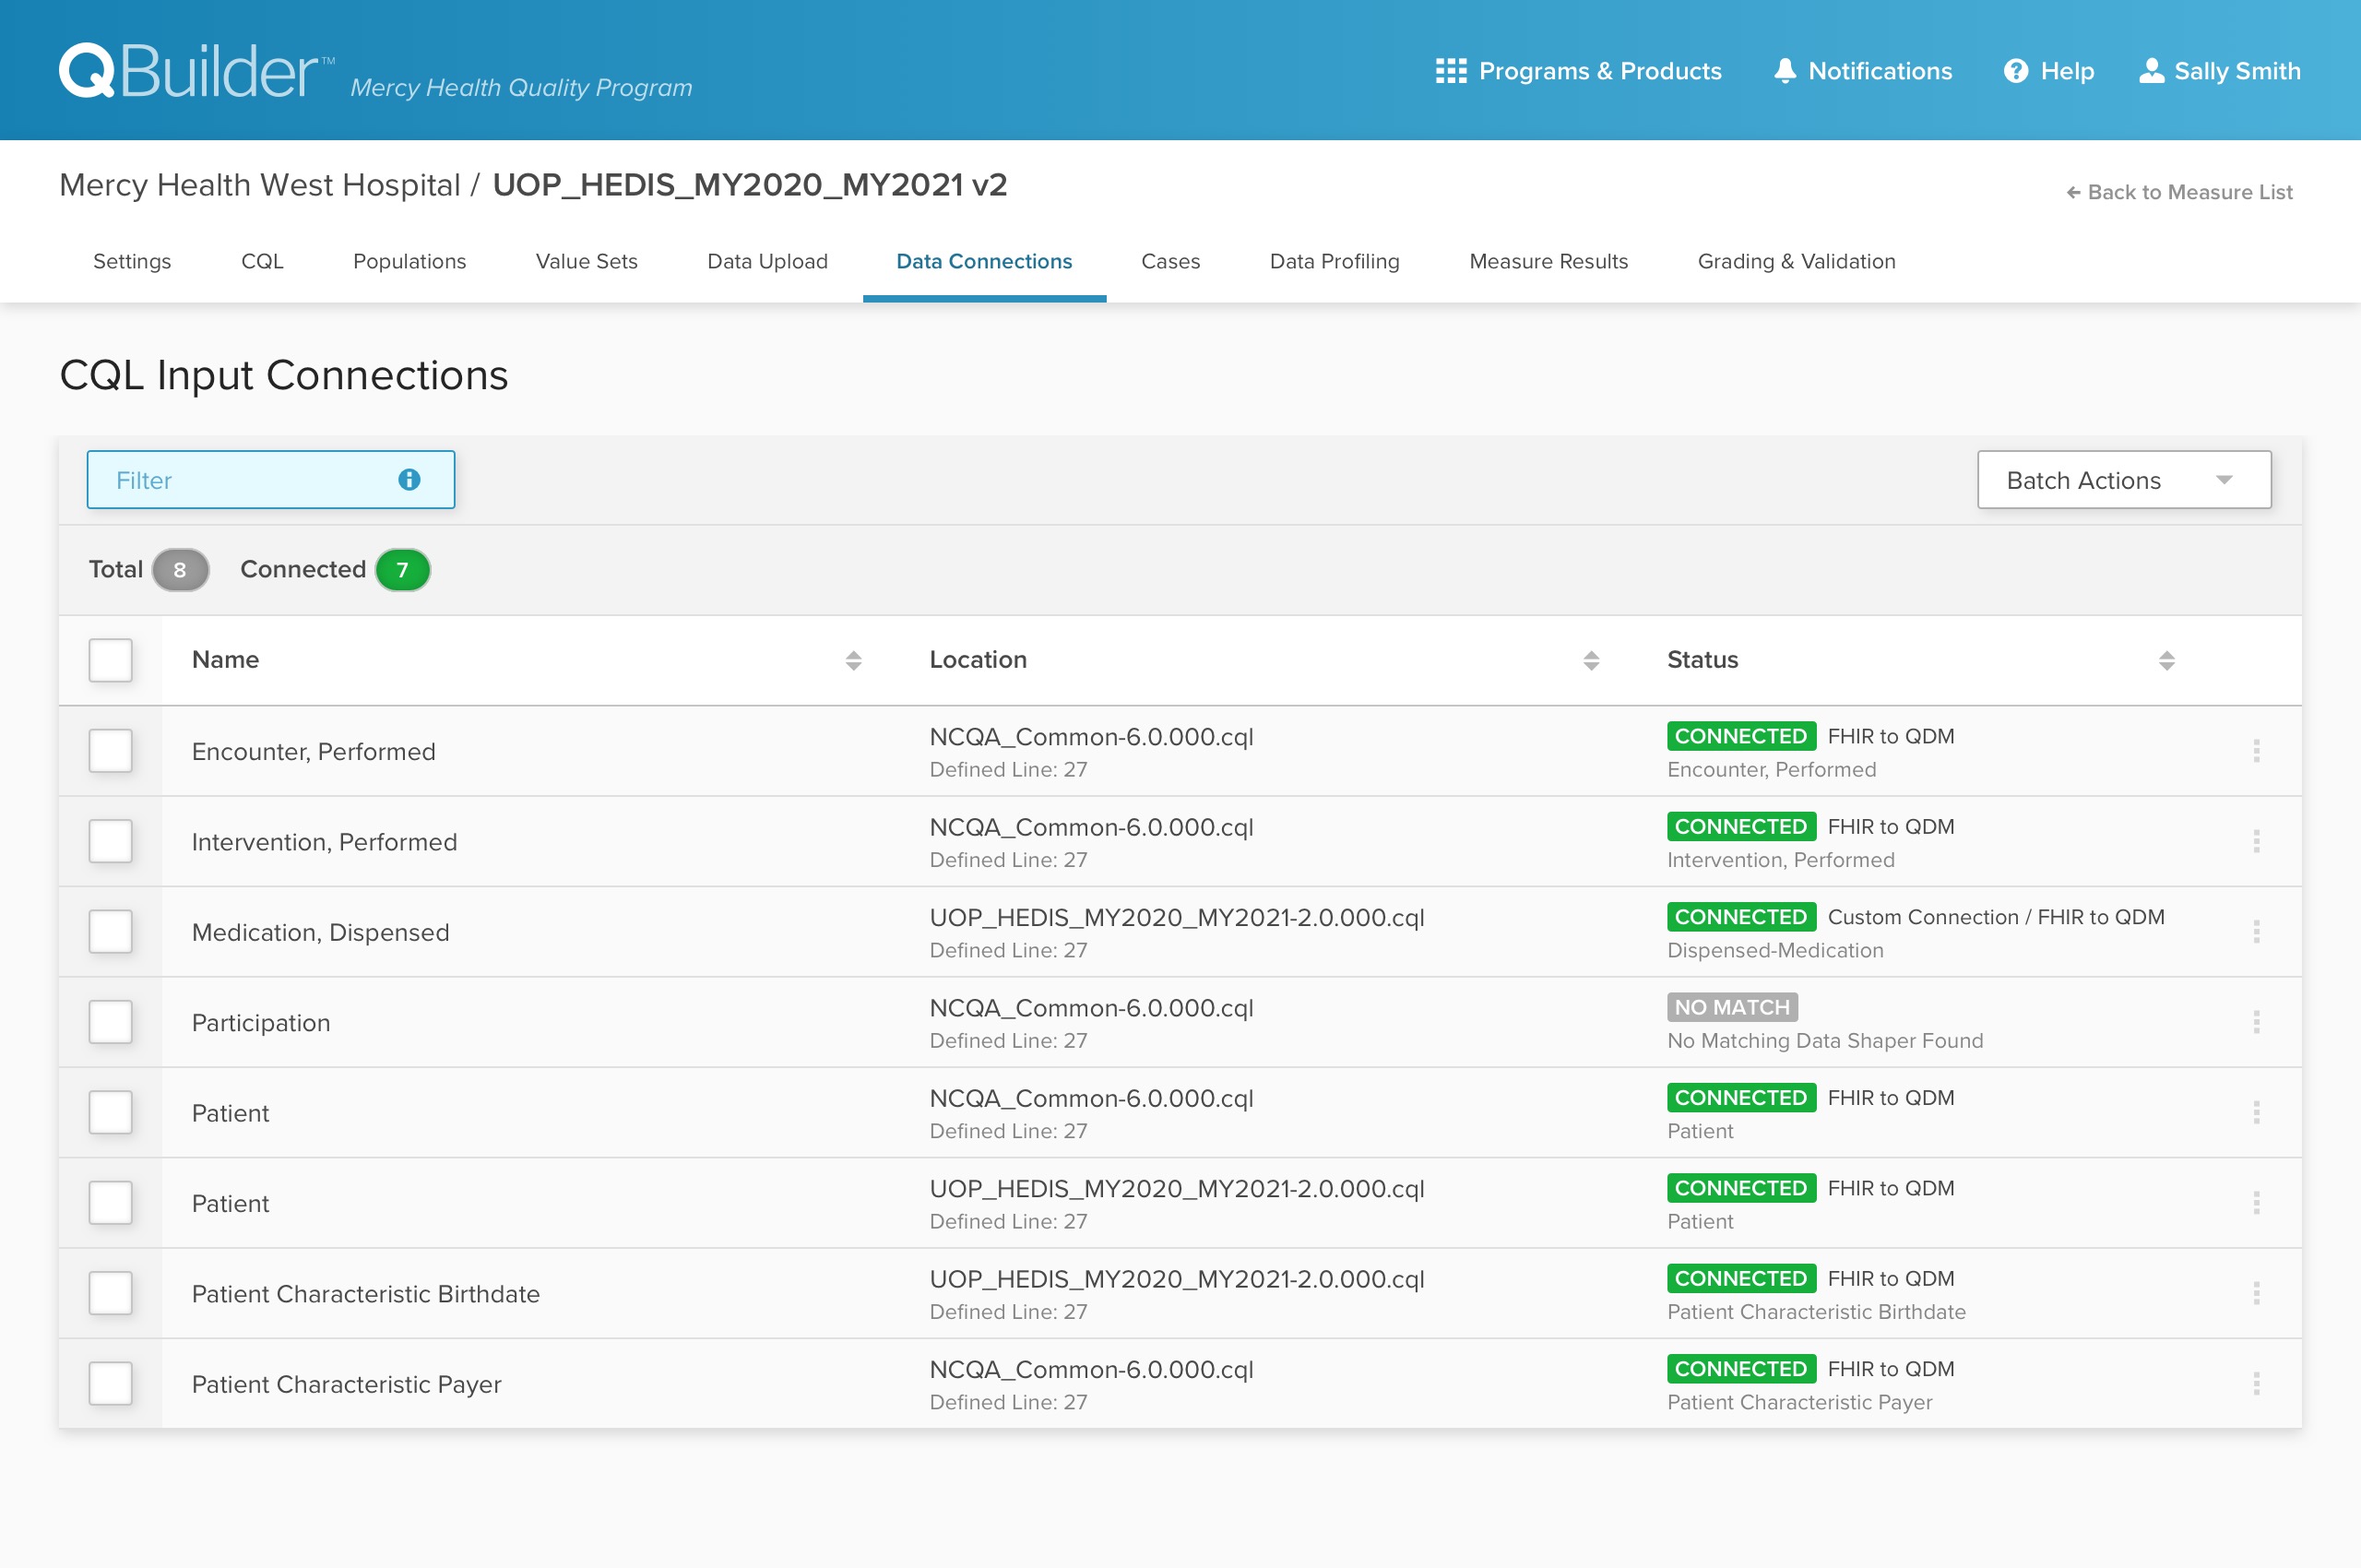 QBuilder™ Mercy Health Quality Program
Programs & Products Notifications Help Sally Smith
Mercy Health West Hospital / UOP_HEDIS_MY2020_MY2021 v2
← Back to Measure List
Settings CQL Populations Value Sets Data Upload Data Connections Cases Data Profiling Measure Results Grading & Validation
CQL Input Connections
Filter
Batch Actions
Total 8 Connected 7
Name Location Status
Encounter, Performed
NCQA_Common-6.0.000.cql
Defined Line: 27
CONNECTED FHIR to QDM
Encounter, Performed
Intervention, Performed
NCQA_Common-6.0.000.cql
Defined Line: 27
CONNECTED FHIR to QDM
Intervention, Performed
Medication, Dispensed
UOP_HEDIS_MY2020_MY2021-2.0.000.cql
Defined Line: 27
CONNECTED Custom Connection / FHIR to QDM
Dispensed-Medication
Participation
NCQA_Common-6.0.000.cql
Defined Line: 27
NO MATCH
No Matching Data Shaper Found
Patient
NCQA_Common-6.0.000.cql
Defined Line: 27
CONNECTED FHIR to QDM
Patient
Patient
UOP_HEDIS_MY2020_MY2021-2.0.000.cql
Defined Line: 27
CONNECTED FHIR to QDM
Patient
Patient Characteristic Birthdate
UOP_HEDIS_MY2020_MY2021-2.0.000.cql
Defined Line: 27
CONNECTED FHIR to QDM
Patient Characteristic Birthdate
Patient Characteristic Payer
NCQA_Common-6.0.000.cql
Defined Line: 27
CONNECTED FHIR to QDM
Patient Characteristic Payer